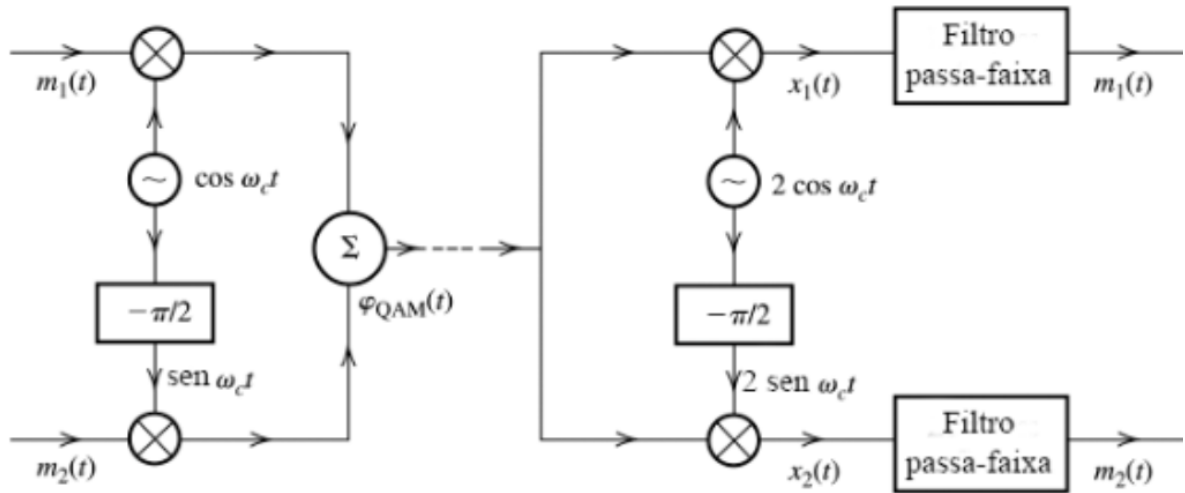 m₁(t)
cos ω_c t
−π/2
sen ω_c t
m₂(t)
Σ
φ_QAM(t)
x₁(t)
Filtro
passa-faixa
m₁(t)
2 cos ω_c t
−π/2
2 sen ω_c t
x₂(t)
Filtro
passa-faixa
m₂(t)